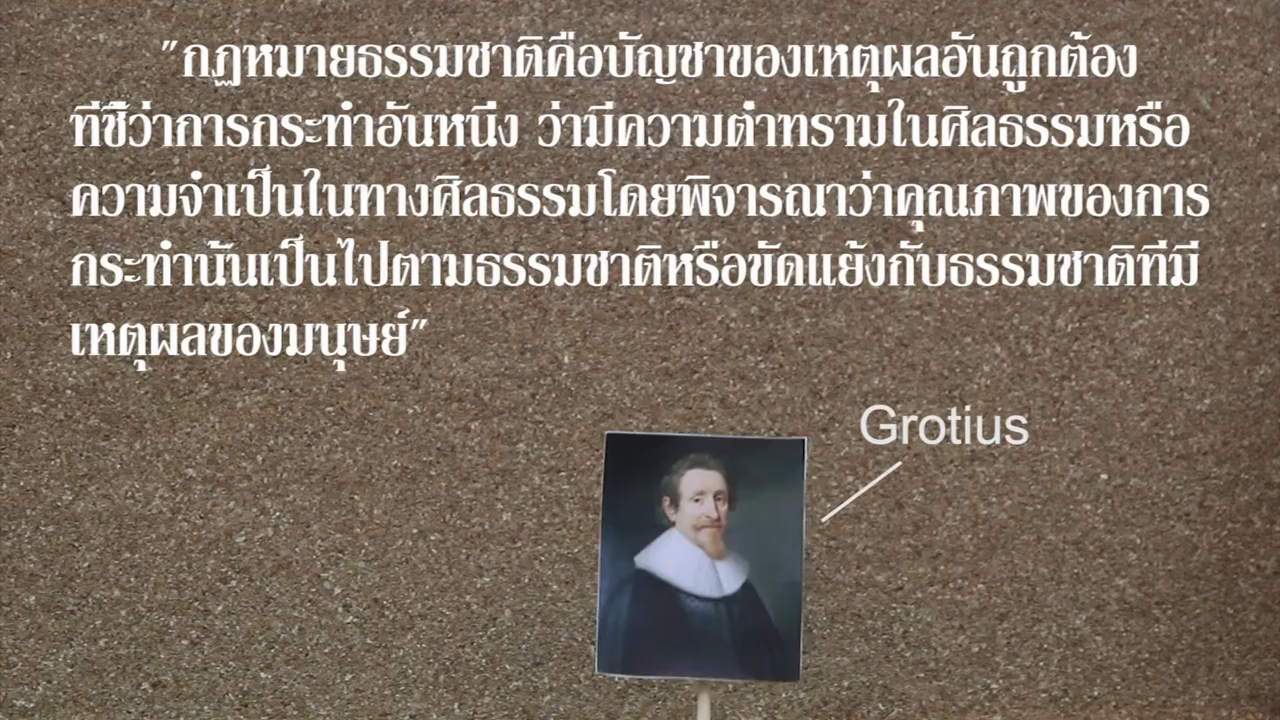 "กฎหมายธรรมชาติคือบัญชาของเหตุผลอันถูกต้อง
ที่ชี้ว่าการกระทำอันหนึ่ง ว่ามีความต่ำทรามในศิลธรรมหรือ
ความจำเป็นในทางศิลธรรมโดยพิจารณาว่าคุณภาพของการ
กระทำนั้นเป็นไปตามธรรมชาติหรือขัดแย้งกับธรรมชาติที่มี
เหตุผลของมนุษย์"
Grotius